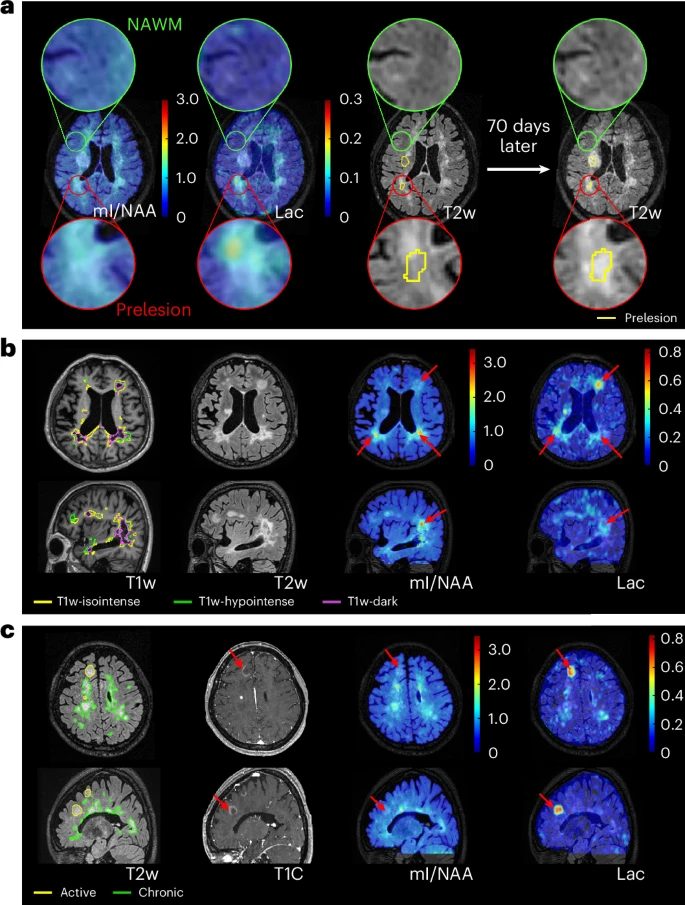 a
NAWM
3.0
2.0
1.0
0
mI/NAA
0.3
0.2
0.1
0
Lac
T2w
70 days
later
T2w
Prelesion
Prelesion
b
3.0
2.0
1.0
0
0.8
0.6
0.4
0.2
0
T1w
T2w
mI/NAA
Lac
T1w-isointense
T1w-hypointense
T1w-dark
c
3.0
2.0
1.0
0
0.8
0.6
0.4
0.2
0
T2w
T1C
mI/NAA
Lac
Active
Chronic